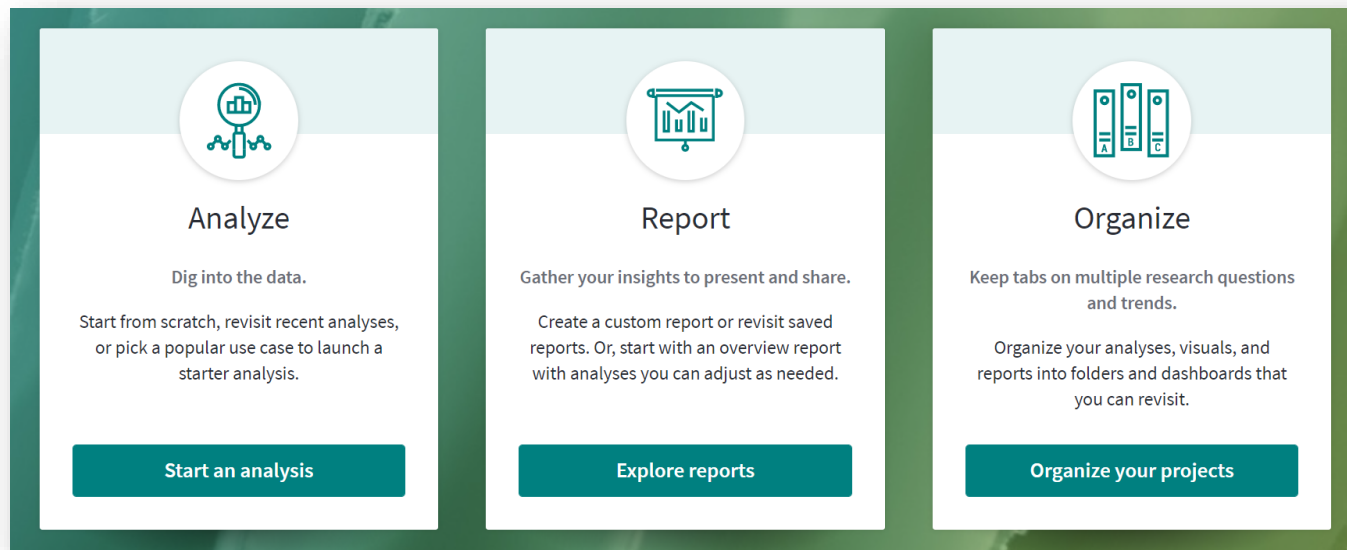 Analyze
Dig into the data.
Start from scratch, revisit recent analyses,
or pick a popular use case to launch a
starter analysis.
Start an analysis
Report
Gather your insights to present and share.
Create a custom report or revisit saved
reports. Or, start with an overview report
with analyses you can adjust as needed.
Explore reports
A
B
C
Organize
Keep tabs on multiple research questions
and trends.
Organize your analyses, visuals, and
reports into folders and dashboards that
you can revisit.
Organize your projects